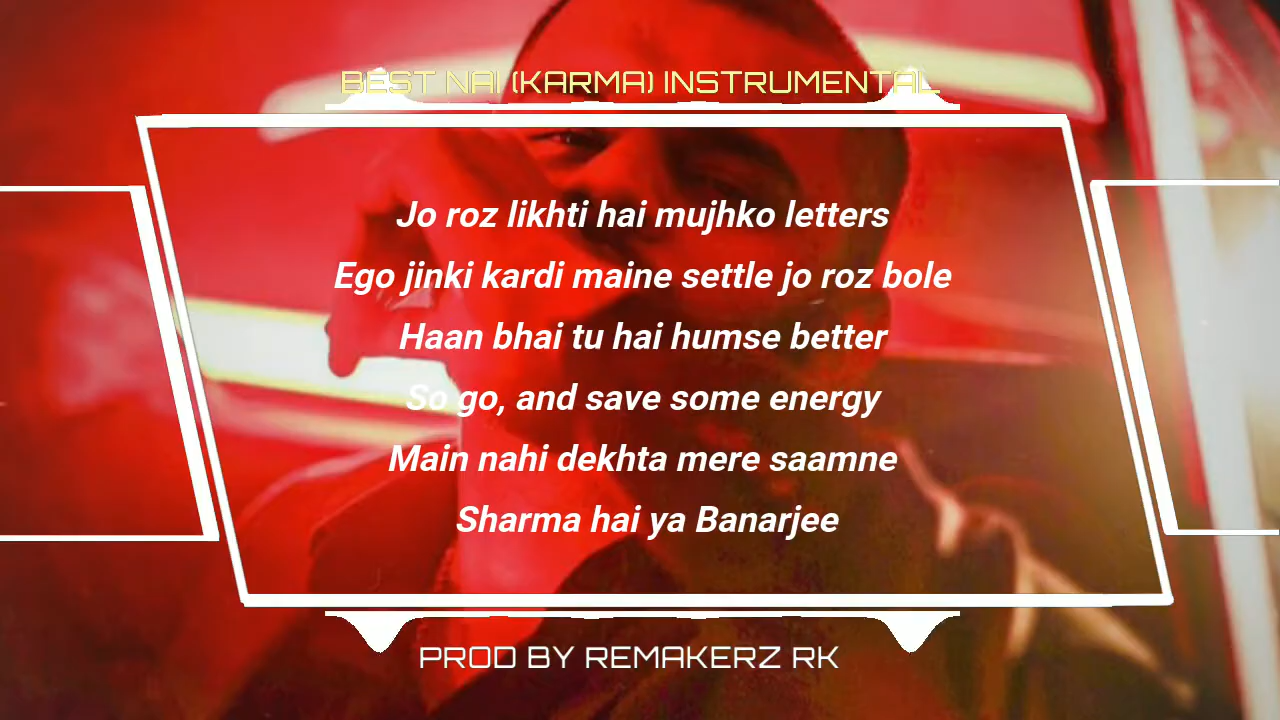 BEST NAI (KARMA) INSTRUMENTAL
Jo roz likhti hai mujhko letters
Ego jinki kardi maine settle jo roz bole
Haan bhai tu hai humse better
So go, and save some energy
Main nahi dekhta mere saamne
Sharma hai ya Banarjee
PROD BY REMAKERZ RK